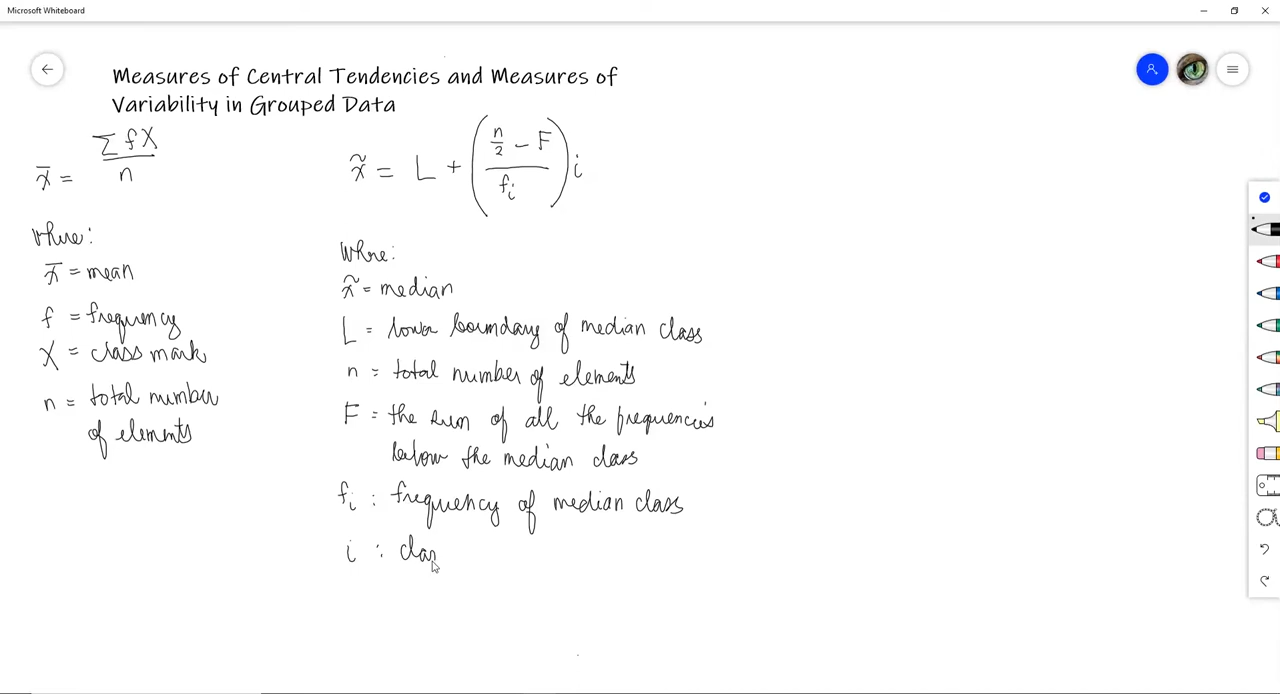 Microsoft Whiteboard
Measures of Central Tendencies and Measures of
Variability in Grouped Data
x̄ = ∑ fX / n
where:
x̄ = mean
f = frequency
X = class mark
n = total number
of elements
x̃ = L + ( (n/2 − F) / fᵢ ) i
where:
x̃ = median
L = lower boundary of median class
n = total number of elements
F = the sum of all the frequencies
below the median class
fᵢ : frequency of median class
i : clas